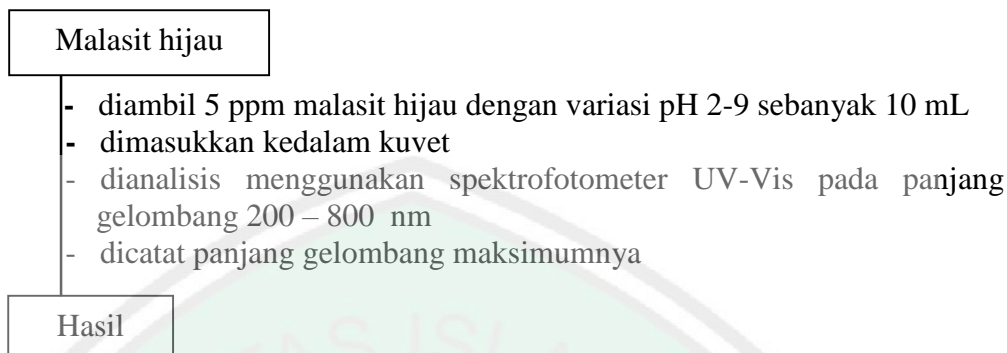 Malasit hijau
- diambil 5 ppm malasit hijau dengan variasi pH 2-9 sebanyak 10 mL
- dimasukkan kedalam kuvet
- dianalisis menggunakan spektrofotometer UV-Vis pada panjang
gelombang 200 – 800 nm
- dicatat panjang gelombang maksimumnya
Hasil